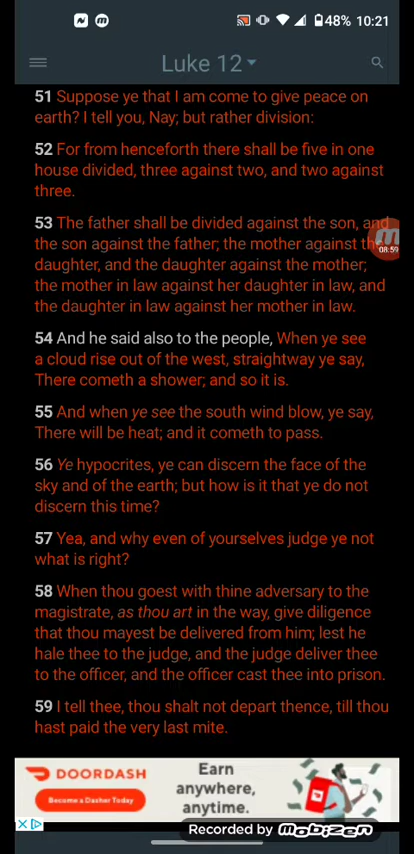 48% 10:21
Luke 12
51 Suppose ye that I am come to give peace on
earth? I tell you, Nay; but rather division:
52 For from henceforth there shall be five in one
house divided, three against two, and two against
three.
53 The father shall be divided against the son, and
the son against the father; the mother against the
daughter, and the daughter against the mother;
the mother in law against her daughter in law, and
the daughter in law against her mother in law.
08:59
54 And he said also to the people, When ye see
a cloud rise out of the west, straightway ye say,
There cometh a shower; and so it is.
55 And when ye see the south wind blow, ye say,
There will be heat; and it cometh to pass.
56 Ye hypocrites, ye can discern the face of the
sky and of the earth; but how is it that ye do not
discern this time?
57 Yea, and why even of yourselves judge ye not
what is right?
58 When thou goest with thine adversary to the
magistrate, as thou art in the way, give diligence
that thou mayest be delivered from him; lest he
hale thee to the judge, and the judge deliver thee
to the officer, and the officer cast thee into prison.
59 I tell thee, thou shalt not depart thence, till thou
hast paid the very last mite.
DOORDASH
Become a Dasher Today
Earn
anywhere,
anytime.
Recorded by mobizen